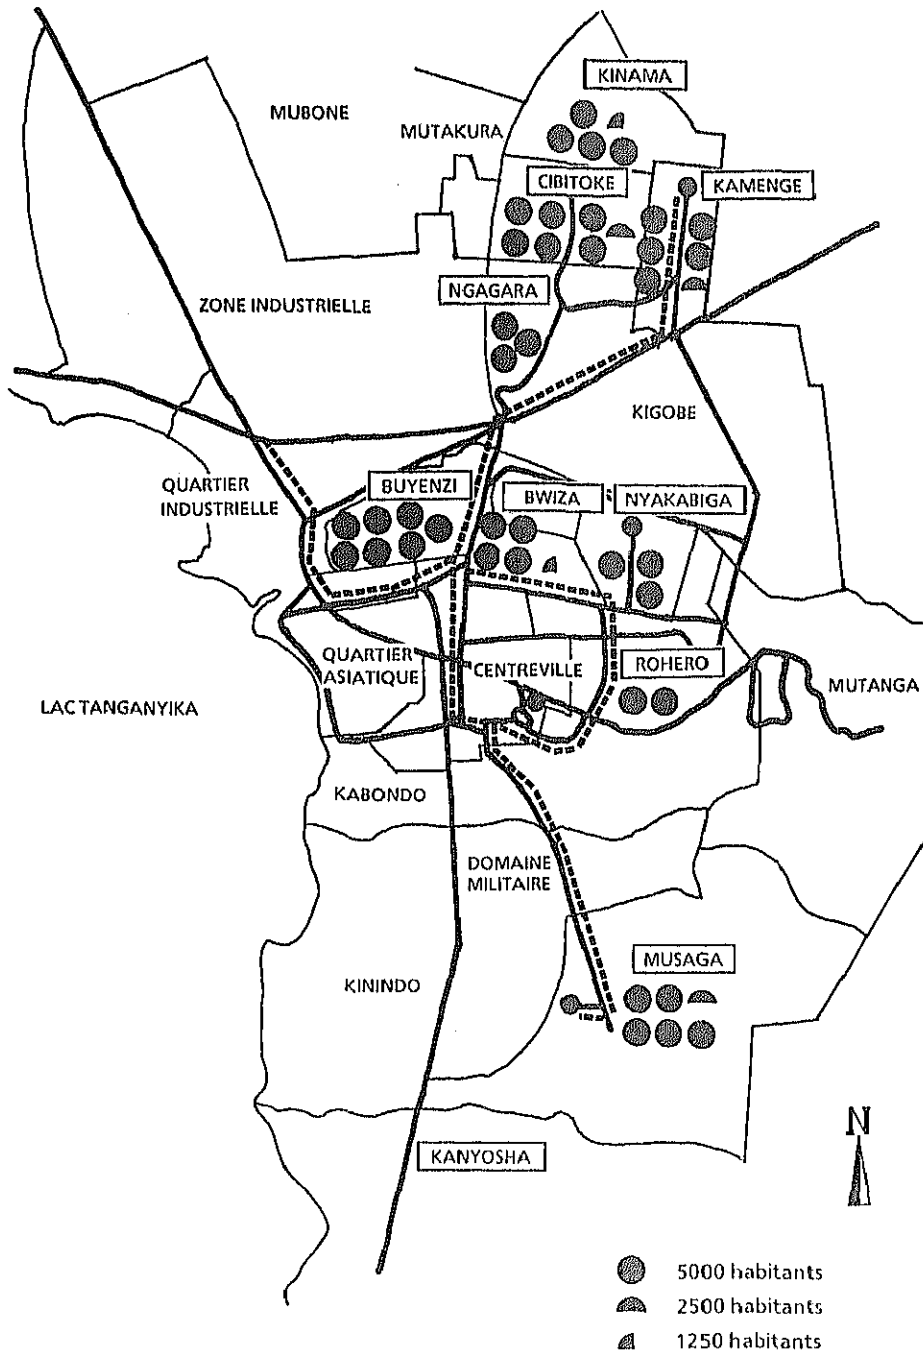 KINAMA
MUBONE
MUTAKURA
CIBITOKE
KAMENGE
NGAGARA
ZONE INDUSTRIELLE
KIGOBE
QUARTIER
INDUSTRIELLE
BUYENZI
BWIZA
NYAKABIGA
QUARTIER
ASIATIQUE
CENTREVILLE
ROHERO
MUTANGA
LAC TANGANYIKA
KABONDO
DOMAINE
MILITAIRE
MUSAGA
KININDO
N
KANYOSHA
5000 habitants
2500 habitants
1250 habitants